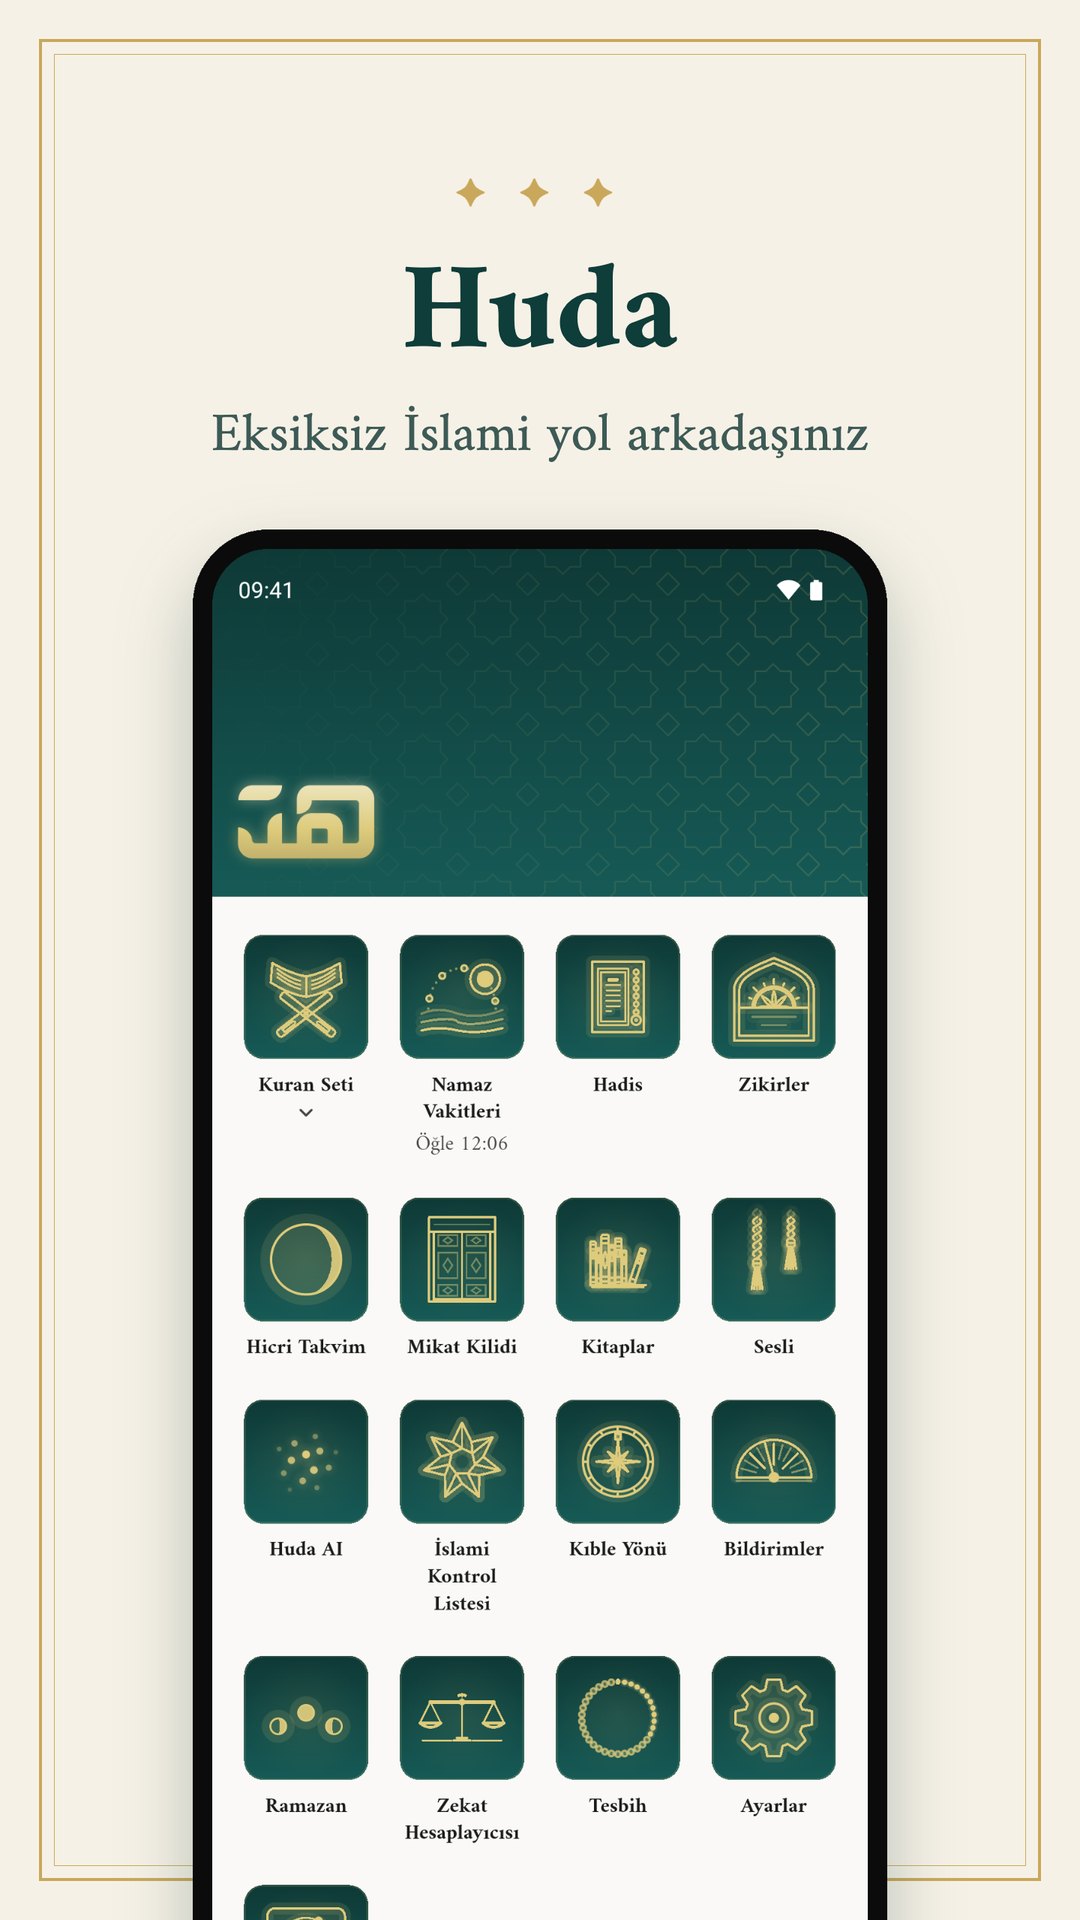 Huda
Eksiksiz İslami yol arkadaşınız
09:41
هدى
Kuran Seti
Namaz
Vakitleri
Öğle 12:06
Hadis
Zikirler
Hicri Takvim
Mikat Kilidi
Kitaplar
Sesli
Huda AI
İslami
Kontrol
Listesi
Kıble Yönü
Bildirimler
Ramazan
Zekat
Hesaplayıcısı
Tesbih
Ayarlar